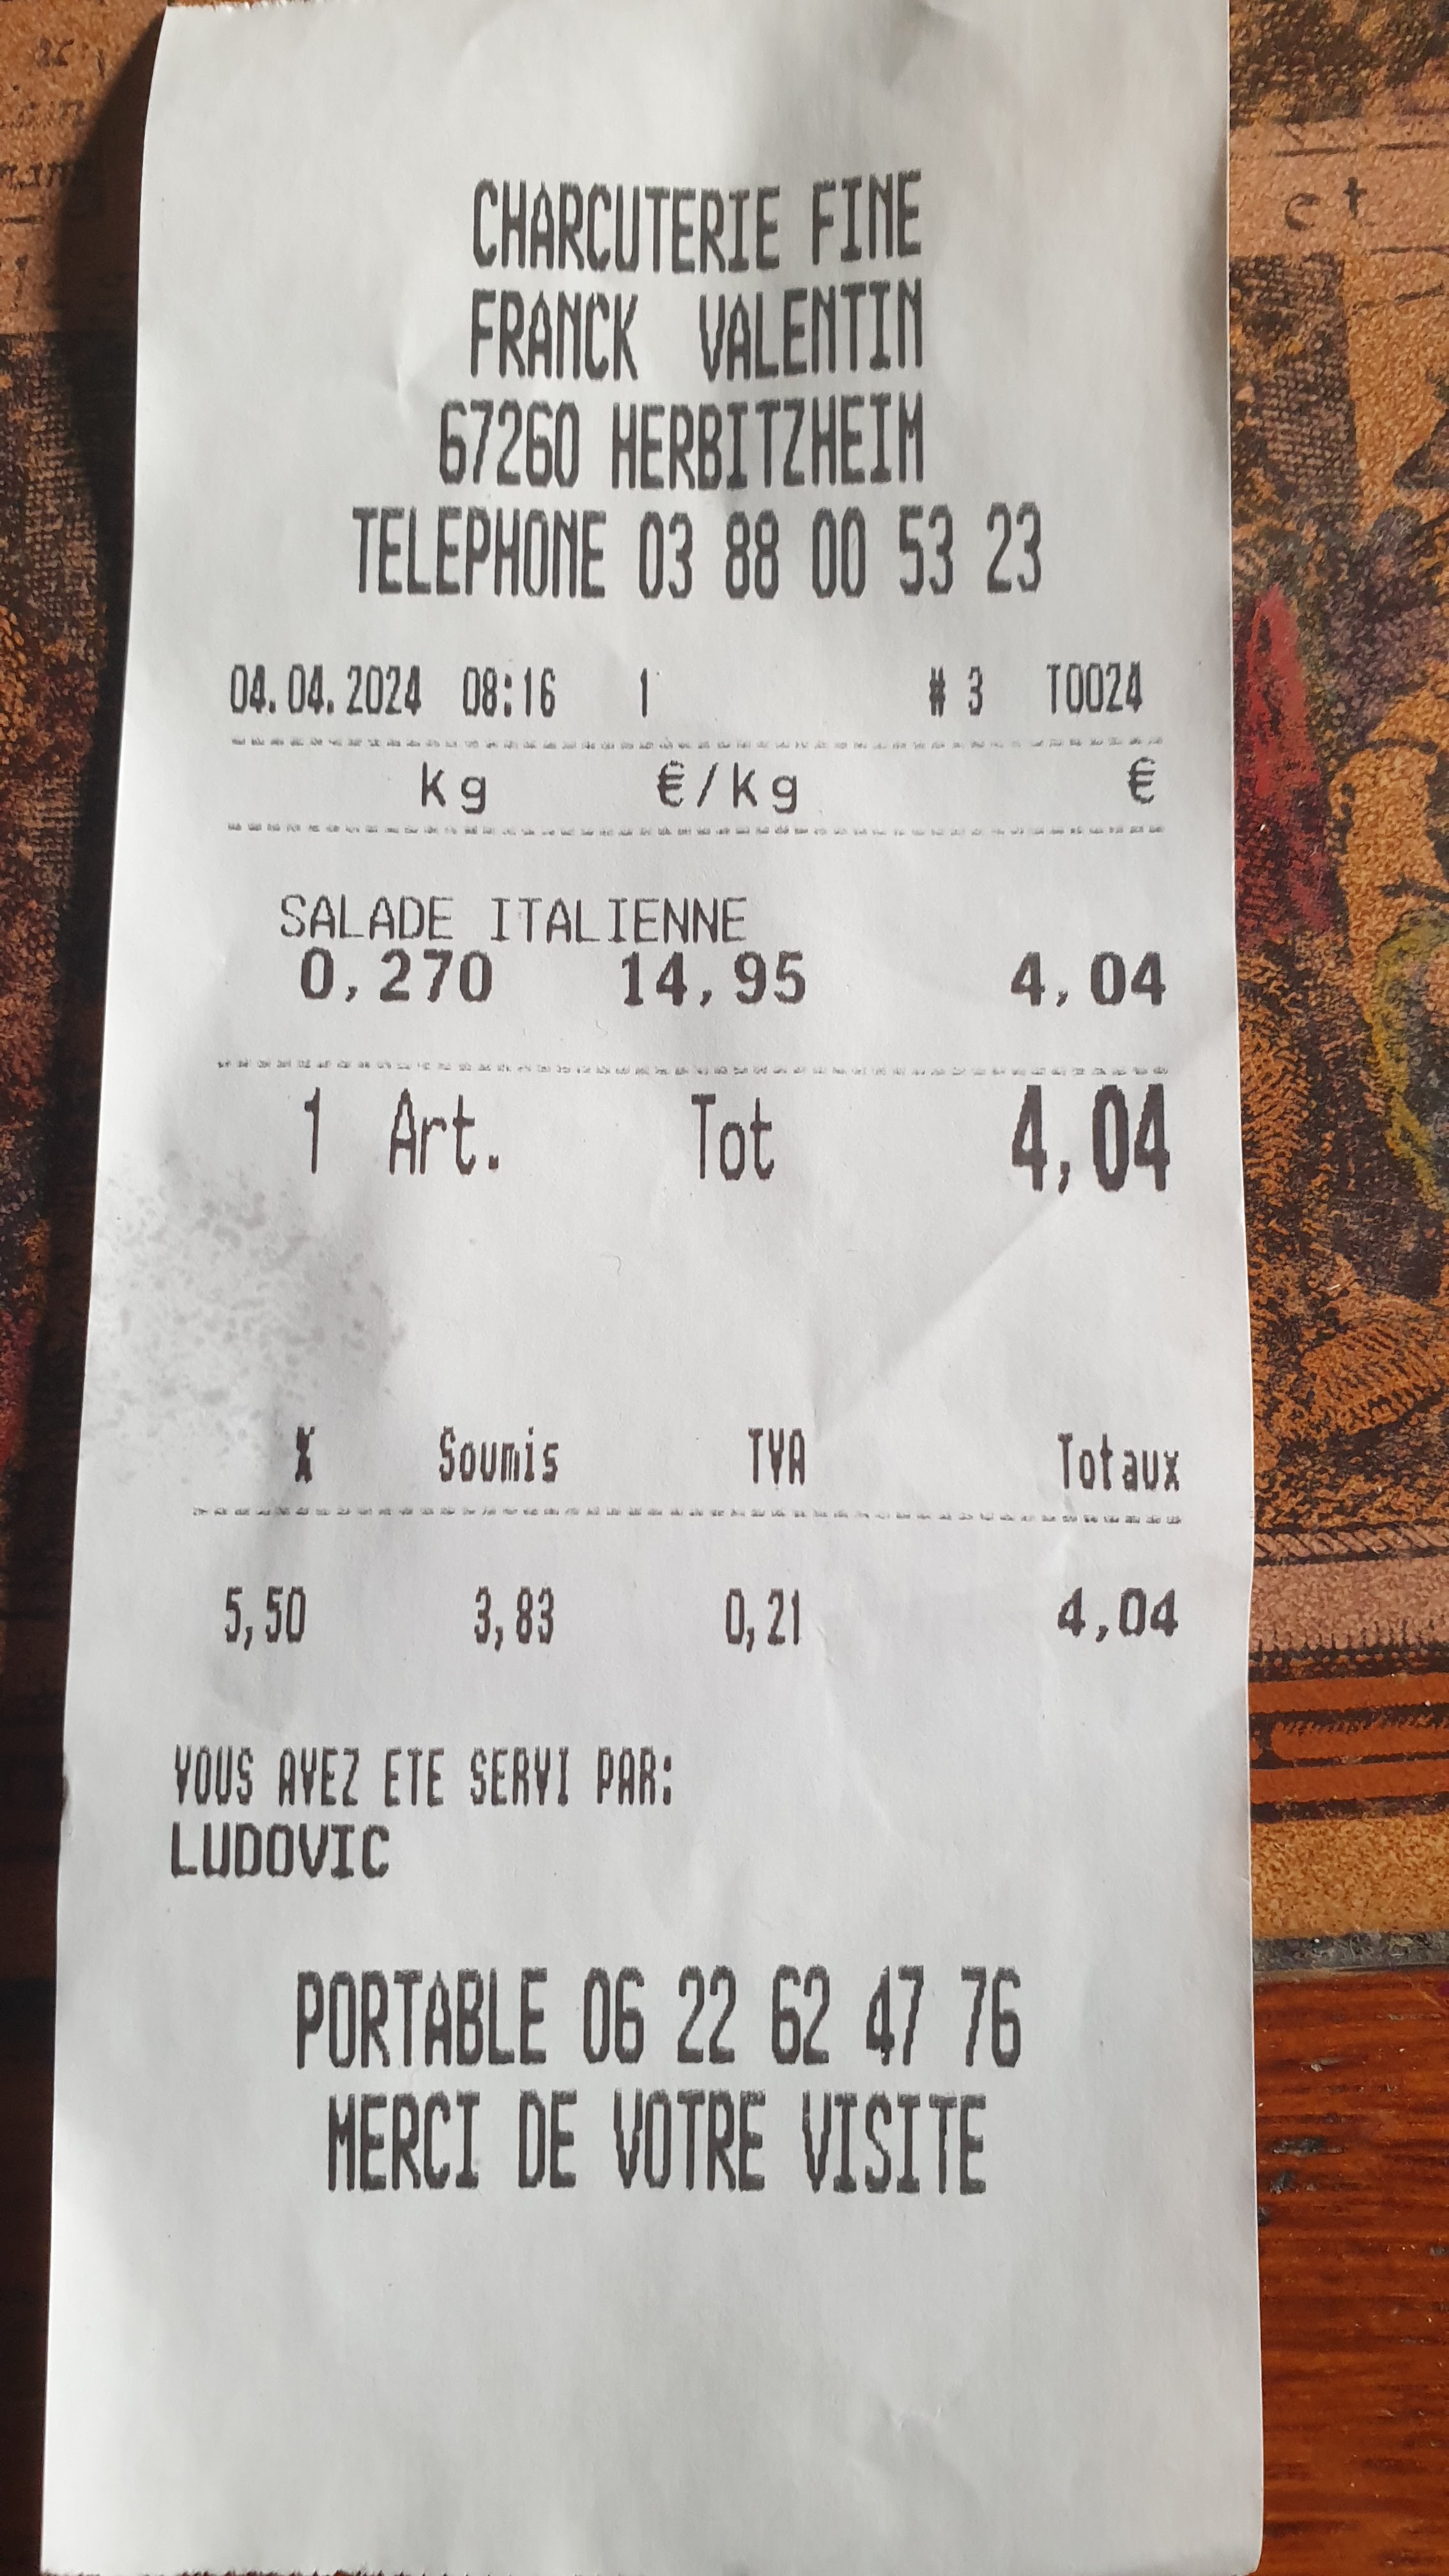 CHARCUTERIE FINE
FRANCK VALENTIN
67260 HERBITZHEIM
TELEPHONE 03 88 00 53 23
04.04.2024 08:16 1 # 3 T0024
kg €/kg €
SALADE ITALIENNE
0,270 14,95 4,04
1 Art. Tot 4,04
% Soumis TVA Totaux
5,50 3,83 0,21 4,04
VOUS AVEZ ETE SERVI PAR:
LUDOVIC
PORTABLE 06 22 62 47 76
MERCI DE VOTRE VISITE
et